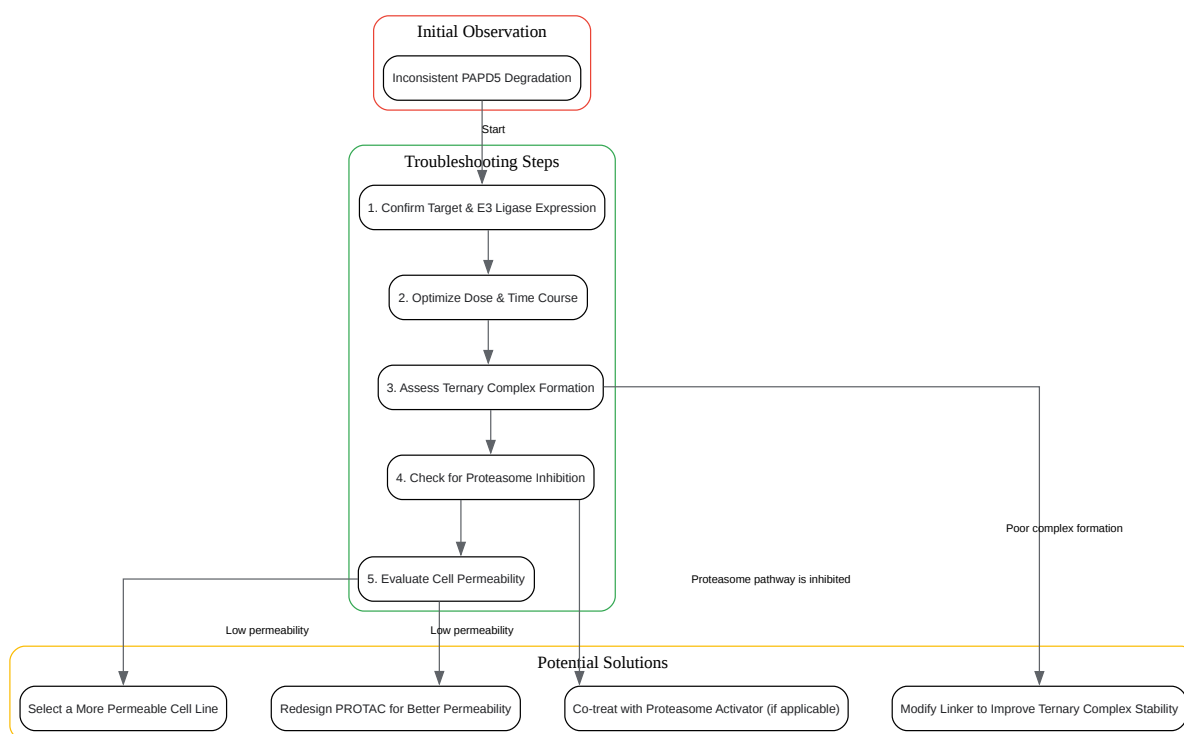 Initial Observation
Inconsistent PAPD5 Degradation
Start
Troubleshooting Steps
1. Confirm Target & E3 Ligase Expression
2. Optimize Dose & Time Course
3. Assess Ternary Complex Formation
4. Check for Proteasome Inhibition
Poor complex formation
5. Evaluate Cell Permeability
Proteasome pathway is inhibited
Low permeability
Low permeability
Potential Solutions
Select a More Permeable Cell Line
Redesign PROTAC for Better Permeability
Co-treat with Proteasome Activator (if applicable)
Modify Linker to Improve Ternary Complex Stability